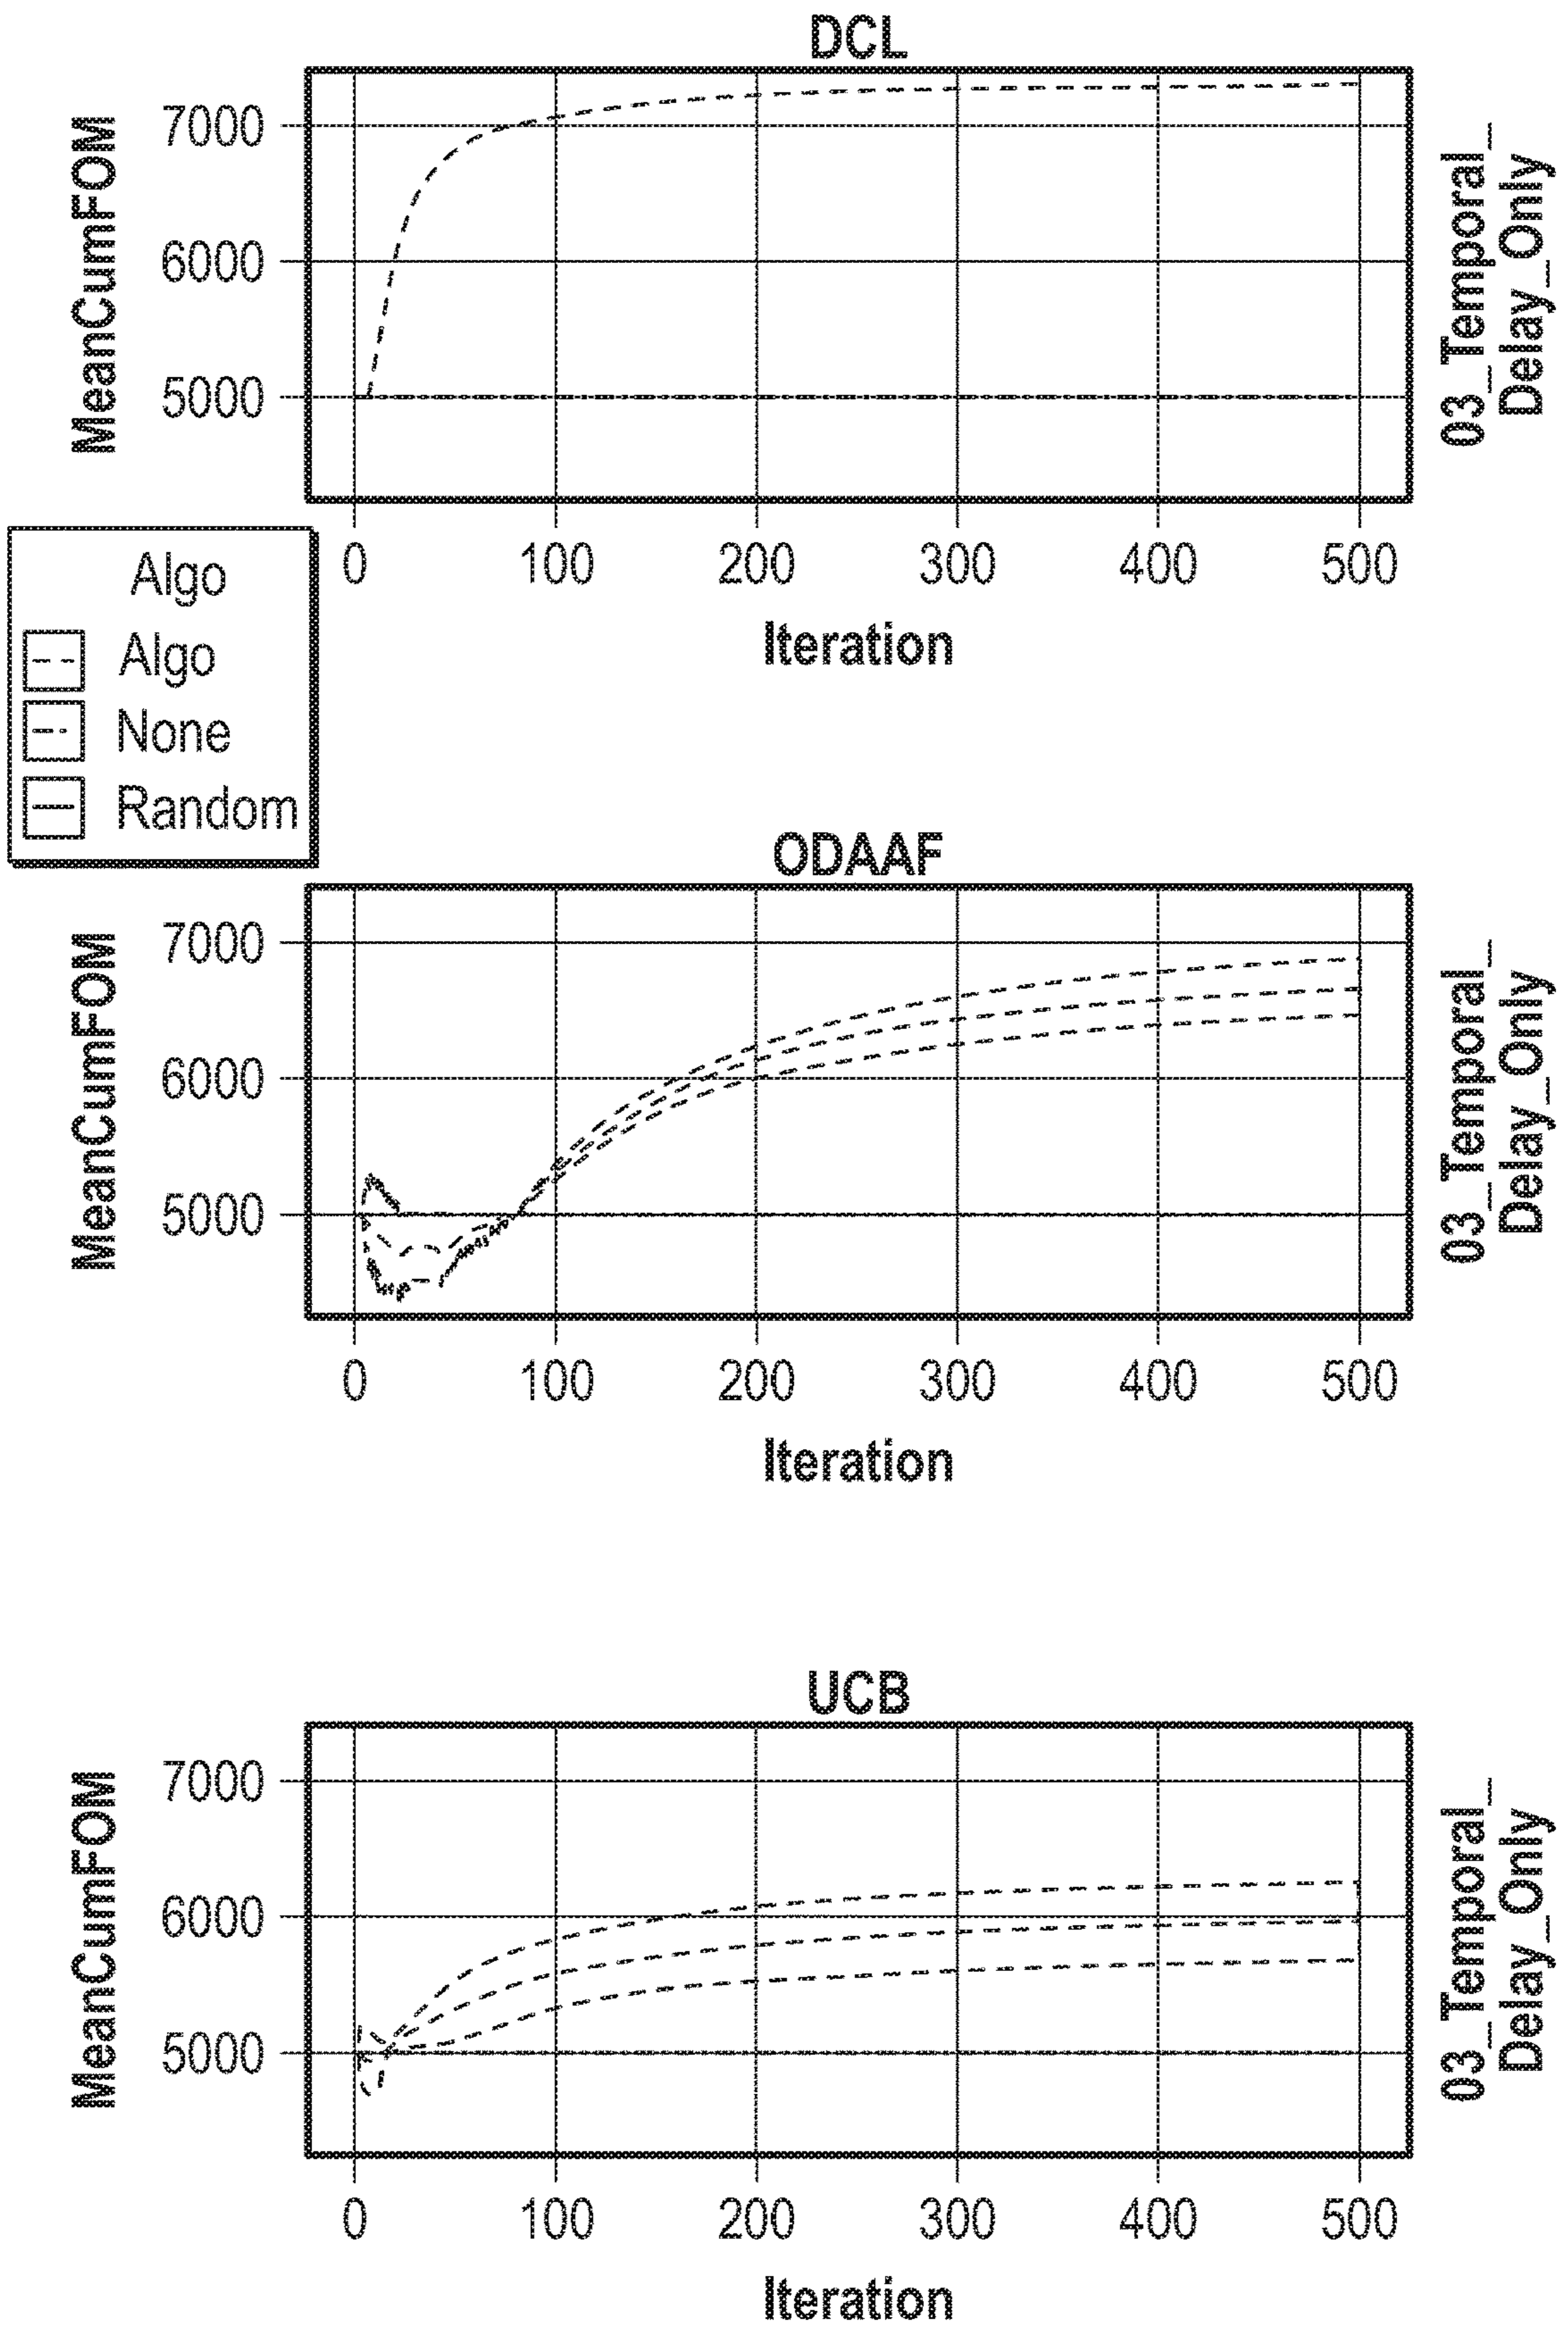 DCL
MeanCumFOM
7000
6000
5000
03_Temporal_
Delay_Only
0 100 200 300 400 500
Iteration
Algo
Algo
None
Random
ODAAF
MeanCumFOM
7000
6000
5000
03_Temporal_
Delay_Only
0 100 200 300 400 500
Iteration
UCB
MeanCumFOM
7000
6000
5000
03_Temporal_
Delay_Only
0 100 200 300 400 500
Iteration